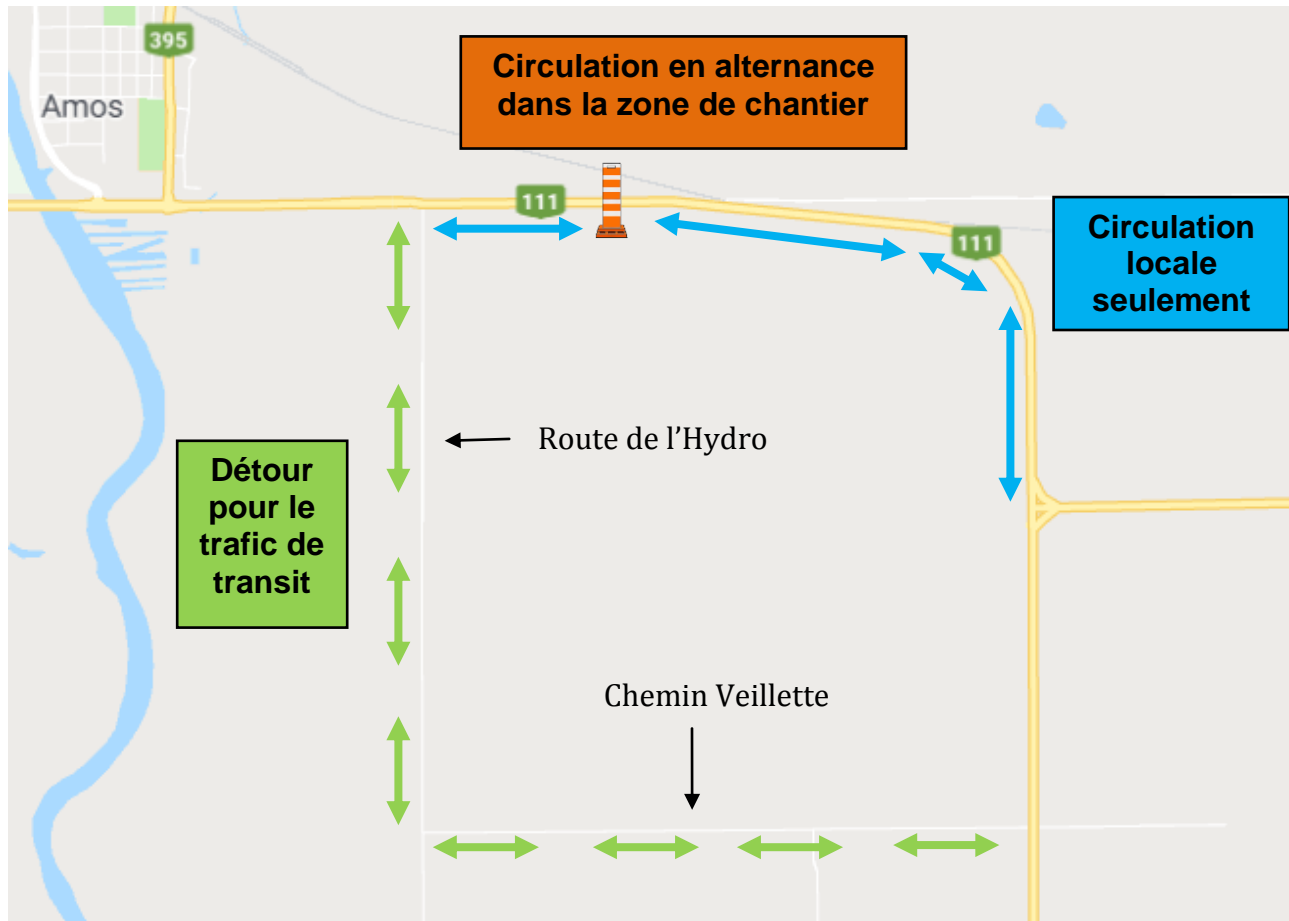 395
Circulation en alternance
dans la zone de chantier
Amos
111
111
Circulation
locale
seulement
Route de l’Hydro
Détour
pour le
trafic de
transit
Chemin Veillette